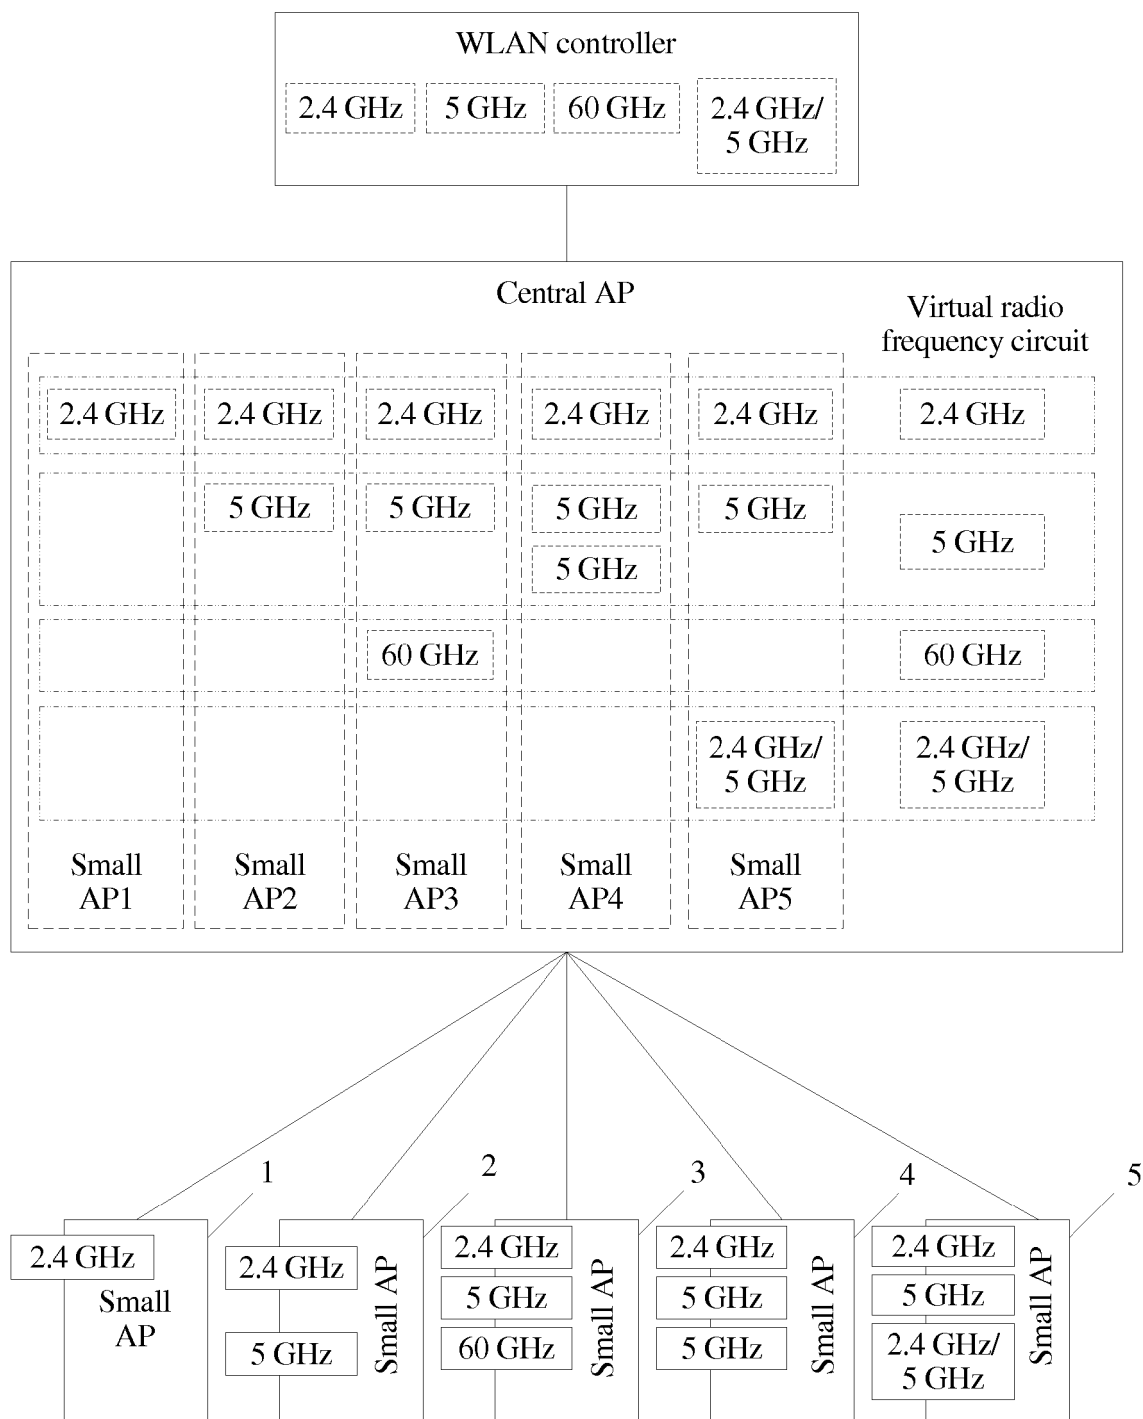 WLAN controller
2.4 GHz 5 GHz 60 GHz 2.4 GHz/
5 GHz
Central AP
Virtual radio
frequency circuit
2.4 GHz 2.4 GHz 2.4 GHz 2.4 GHz 2.4 GHz 2.4 GHz
5 GHz 5 GHz 5 GHz 5 GHz
5 GHz
5 GHz
60 GHz 60 GHz
2.4 GHz/ 2.4 GHz/
5 GHz 5 GHz
Small Small Small Small Small
AP1 AP2 AP3 AP4 AP5
1 2 3 4 5
2.4 GHz
Small
AP
2.4 GHz
5 GHz
Small AP
2.4 GHz
5 GHz
60 GHz
Small AP
2.4 GHz
5 GHz
5 GHz
Small AP
2.4 GHz
5 GHz
2.4 GHz/
5 GHz
Small AP